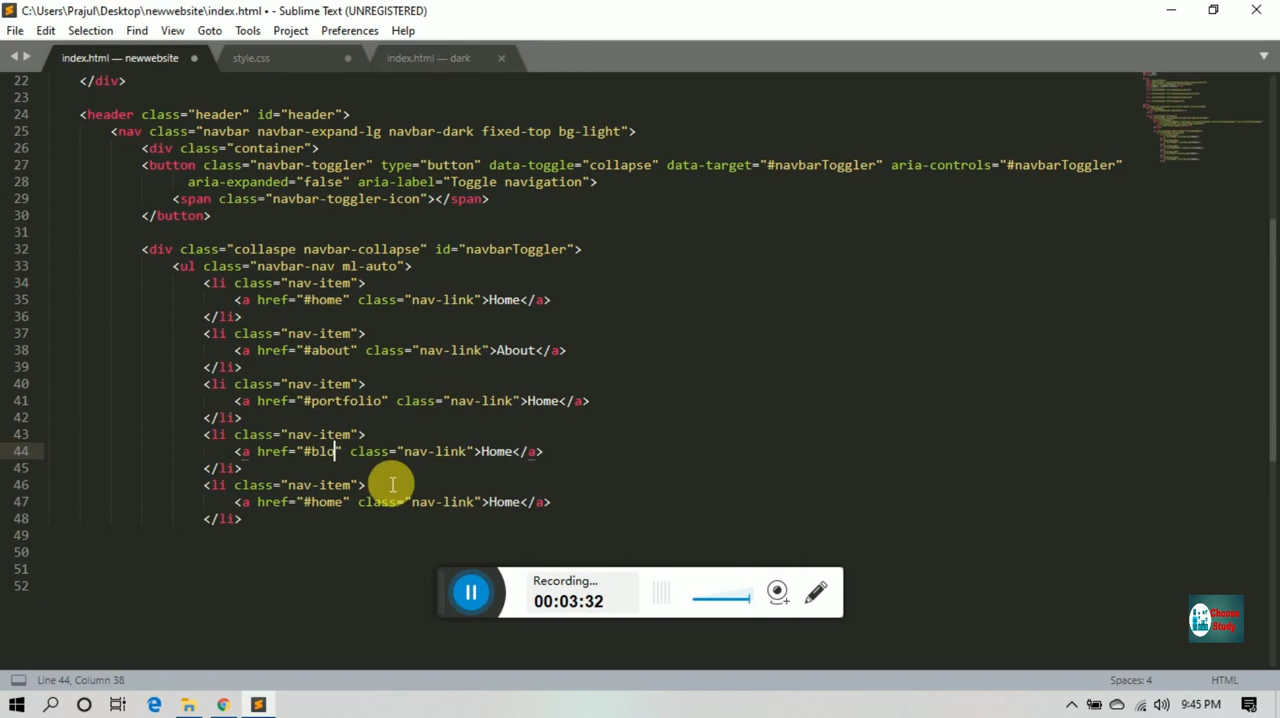 C:\Users\Prajul\Desktop\newwebsite\index.html • - Sublime Text (UNREGISTERED)
File Edit Selection Find View Goto Tools Project Preferences Help
index.html — newwebsite style.css index.html — dark
22 </div>
23
24 <header class="header" id="header">
25 <nav class="navbar navbar-expand-lg navbar-dark fixed-top bg-light">
26 <div class="container">
27 <button class="navbar-toggler" type="button" data-toggle="collapse" data-target="#navbarToggler" aria-controls="#navbarToggler"
28 aria-expanded="false" aria-label="Toggle navigation">
29 <span class="navbar-toggler-icon"></span>
30 </button>
31
32 <div class="collaspe navbar-collapse" id="navbarToggler">
33 <ul class="navbar-nav ml-auto">
34 <li class="nav-item">
35 <a href="#home" class="nav-link">Home</a>
36 </li>
37 <li class="nav-item">
38 <a href="#about" class="nav-link">About</a>
39 </li>
40 <li class="nav-item">
41 <a href="#portfolio" class="nav-link">Home</a>
42 </li>
43 <li class="nav-item">
44 <a href="#blo" class="nav-link">Home</a>
45 </li>
46 <li class="nav-item">
47 <a href="#home" class="nav-link">Home</a>
48 </li>
49
50
51
52
Recording...
00:03:32
Choose
Study
Line 44, Column 38 Spaces: 4 HTML
9:45 PM